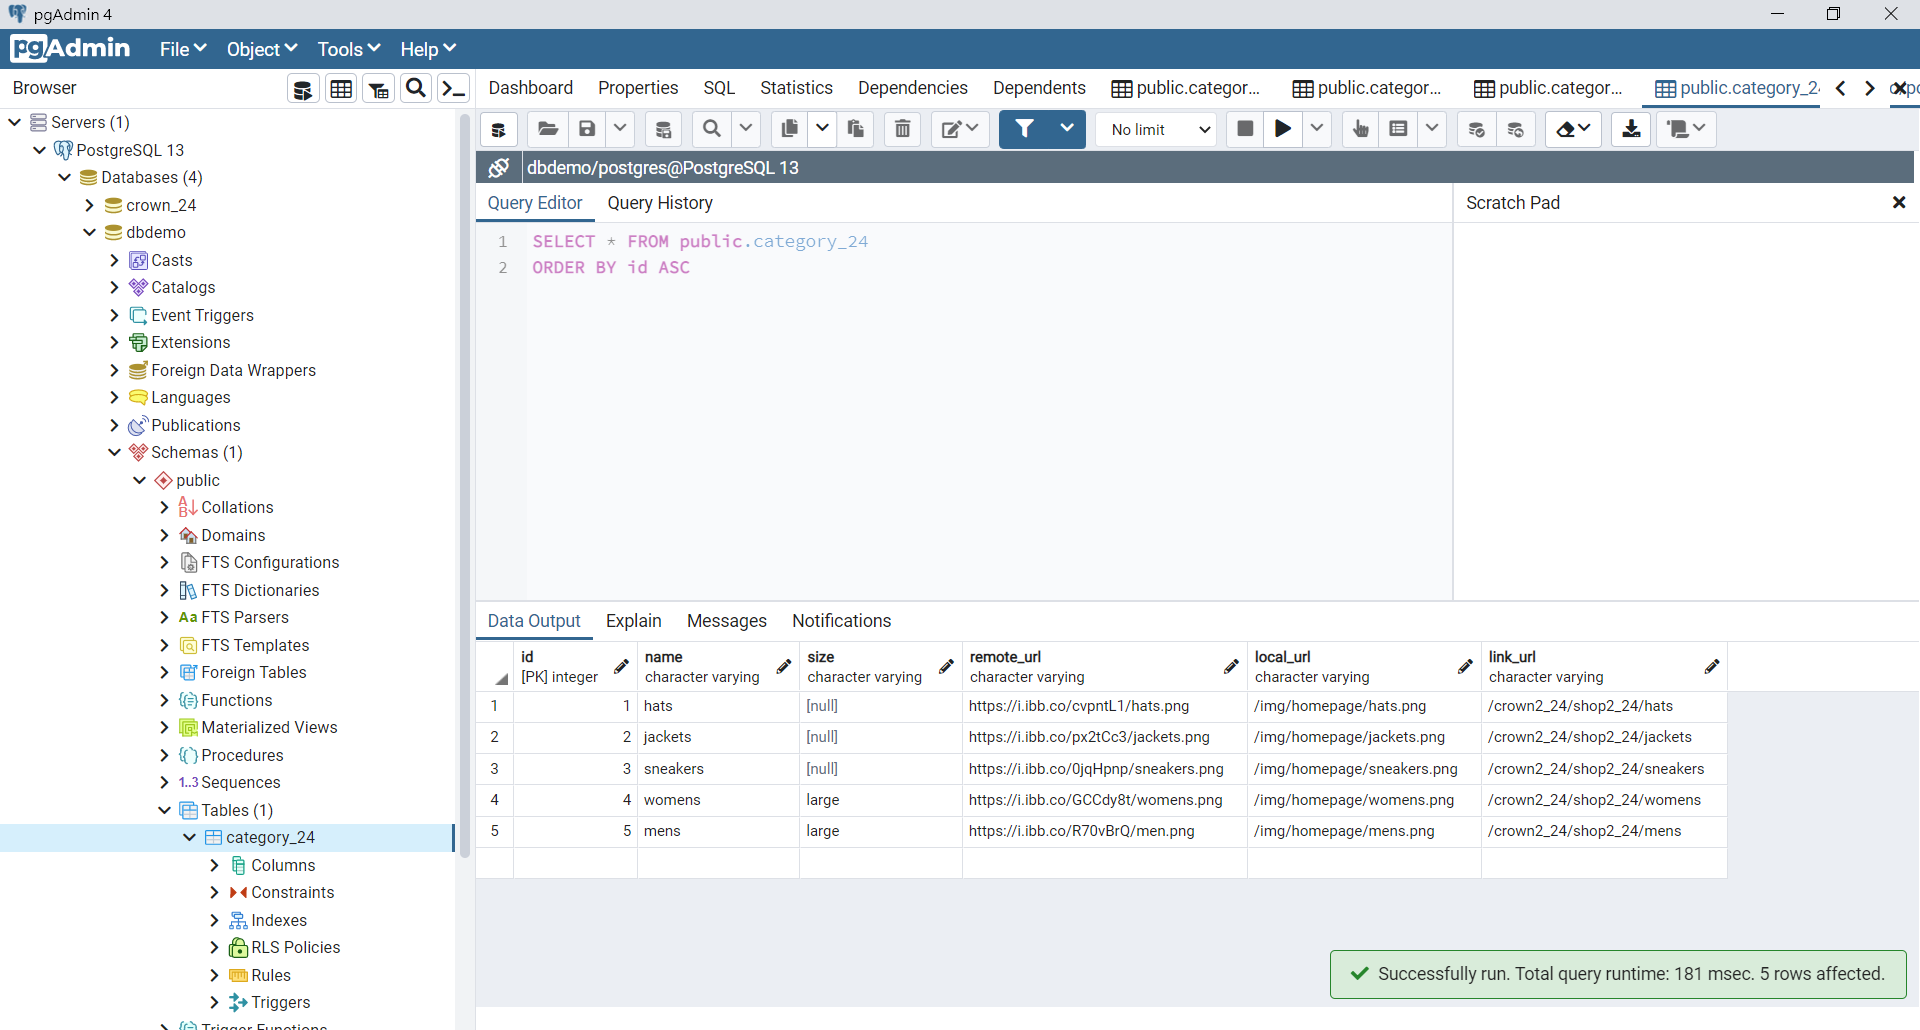 pgAdmin 4
pgAdmin File Object Tools Help
Browser
Dashboard Properties SQL Statistics Dependencies Dependents public.categor... public.categor... public.categor... public.category_2
Servers (1)
PostgreSQL 13
Databases (4)
crown_24
dbdemo
Casts
Catalogs
Event Triggers
Extensions
Foreign Data Wrappers
Languages
Publications
Schemas (1)
public
Collations
Domains
FTS Configurations
FTS Dictionaries
Aa FTS Parsers
FTS Templates
Foreign Tables
Functions
Materialized Views
Procedures
1..3 Sequences
Tables (1)
category_24
Columns
Constraints
Indexes
RLS Policies
Rules
Triggers
Trigger Functions
No limit
dbdemo/postgres@PostgreSQL 13
Query Editor Query History
Scratch Pad
1 SELECT * FROM public.category_24
2 ORDER BY id ASC
Data Output Explain Messages Notifications
id name size remote_url local_url link_url
[PK] integer character varying character varying character varying character varying character varying
1 1 hats [null] https://i.ibb.co/cvpntL1/hats.png /img/homepage/hats.png /crown2_24/shop2_24/hats
2 2 jackets [null] https://i.ibb.co/px2tCc3/jackets.png /img/homepage/jackets.png /crown2_24/shop2_24/jackets
3 3 sneakers [null] https://i.ibb.co/0jqHpnp/sneakers.png /img/homepage/sneakers.png /crown2_24/shop2_24/sneakers
4 4 womens large https://i.ibb.co/GCCdy8t/womens.png /img/homepage/womens.png /crown2_24/shop2_24/womens
5 5 mens large https://i.ibb.co/R70vBrQ/men.png /img/homepage/mens.png /crown2_24/shop2_24/mens
Successfully run. Total query runtime: 181 msec. 5 rows affected.